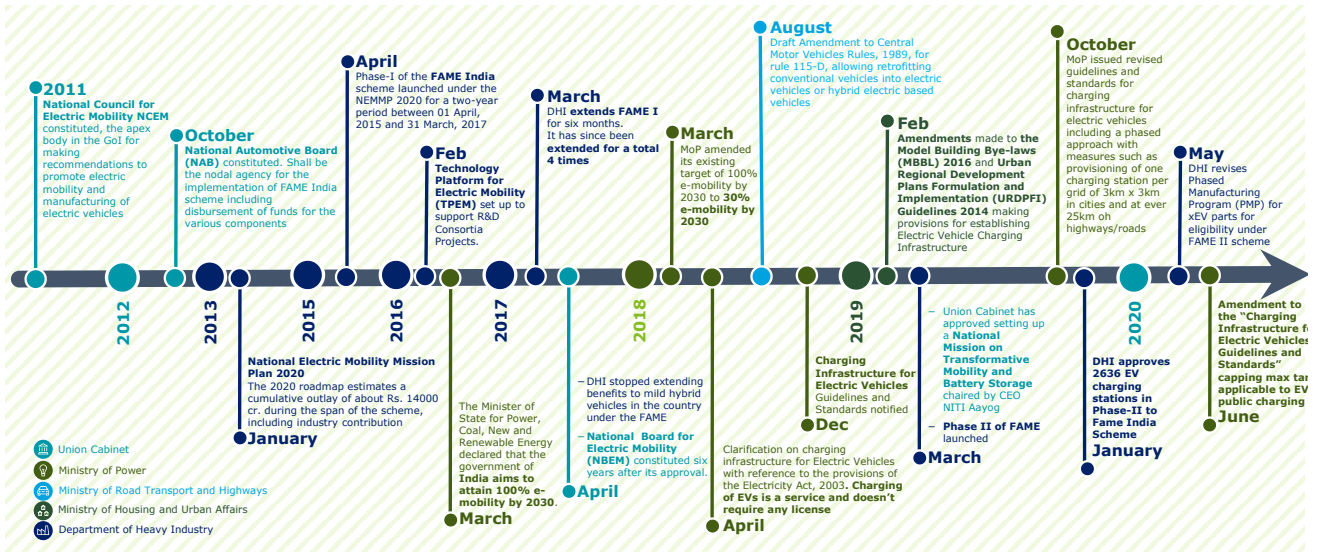 2011
National Council for
Electric Mobility NCEM
constituted, the apex
body in the GoI for
making
recommendations to
promote electric
mobility and
manufacturing of
electric vehicles
October
National Automotive Board
(NAB) constituted. Shall be
the nodal agency for the
implementation of FAME India
scheme including
disbursement of funds for the
various components
April
Phase-I of the FAME India
scheme launched under the
NEMMP 2020 for a two-year
period between 01 April,
2015 and 31 March, 2017
Feb
Technology
Platform for
Electric Mobility
(TPEM) set up to
support R&D
Consortia
Projects.
March
DHI extends FAME I
for six months.
It has since been
extended for a total
4 times
March
MoP amended
its existing
target of 100%
e-mobility by
2030 to 30%
e-mobility by
2030
August
Draft Amendment to Central
Motor Vehicles Rules, 1989, for
rule 115-D, allowing retrofitting
conventional vehicles into electric
vehicles or hybrid electric based
vehicles
Feb
Amendments made to the
Model Building Bye-laws
(MBBL) 2016 and Urban
Regional Development
Plans Formulation and
Implementation (URDPFI)
Guidelines 2014 making
provisions for establishing
Electric Vehicle Charging
Infrastructure
October
MoP issued revised
guidelines and
standards for
charging
infrastructure for
electric vehicles
including a phased
approach with
measures such as
provisioning of one
charging station per
grid of 3km x 3km
in cities and at ever
25km oh
highways/roads
May
DHI revises
Phased
Manufacturing
Program (PMP) for
xEV parts for
eligibility under
FAME II scheme
2012
2013
2015
2016
2017
2018
2019
2020
National Electric Mobility Mission
Plan 2020
The 2020 roadmap estimates a
cumulative outlay of about Rs. 14000
cr. during the span of the scheme,
including industry contribution
January
The Minister of
State for Power,
Coal, New and
Renewable Energy
declared that the
government of
India aims to
attain 100% e-
mobility by 2030.
March
– DHI stopped extending
benefits to mild hybrid
vehicles in the country
under the FAME
– National Board for
Electric Mobility
(NBEM) constituted six
years after its approval.
April
Clarification on charging
infrastructure for Electric Vehicles
with reference to the provisions of
the Electricity Act, 2003. Charging
of EVs is a service and doesn't
require any license
April
Charging
Infrastructure for
Electric Vehicles
Guidelines and
Standards notified
Dec
– Union Cabinet has
approved setting up
a National
Mission on
Transformative
Mobility and
Battery Storage
chaired by CEO
NITI Aayog
– Phase II of FAME
launched
March
DHI approves
2636 EV
charging
stations in
Phase-II to
Fame India
Scheme
January
Amendment to
the “Charging
Infrastructure f
Electric Vehicles
Guidelines and
Standards”
capping max ta
applicable to EV
public charging
June
Union Cabinet
Ministry of Power
Ministry of Road Transport and Highways
Ministry of Housing and Urban Affairs
Department of Heavy Industry